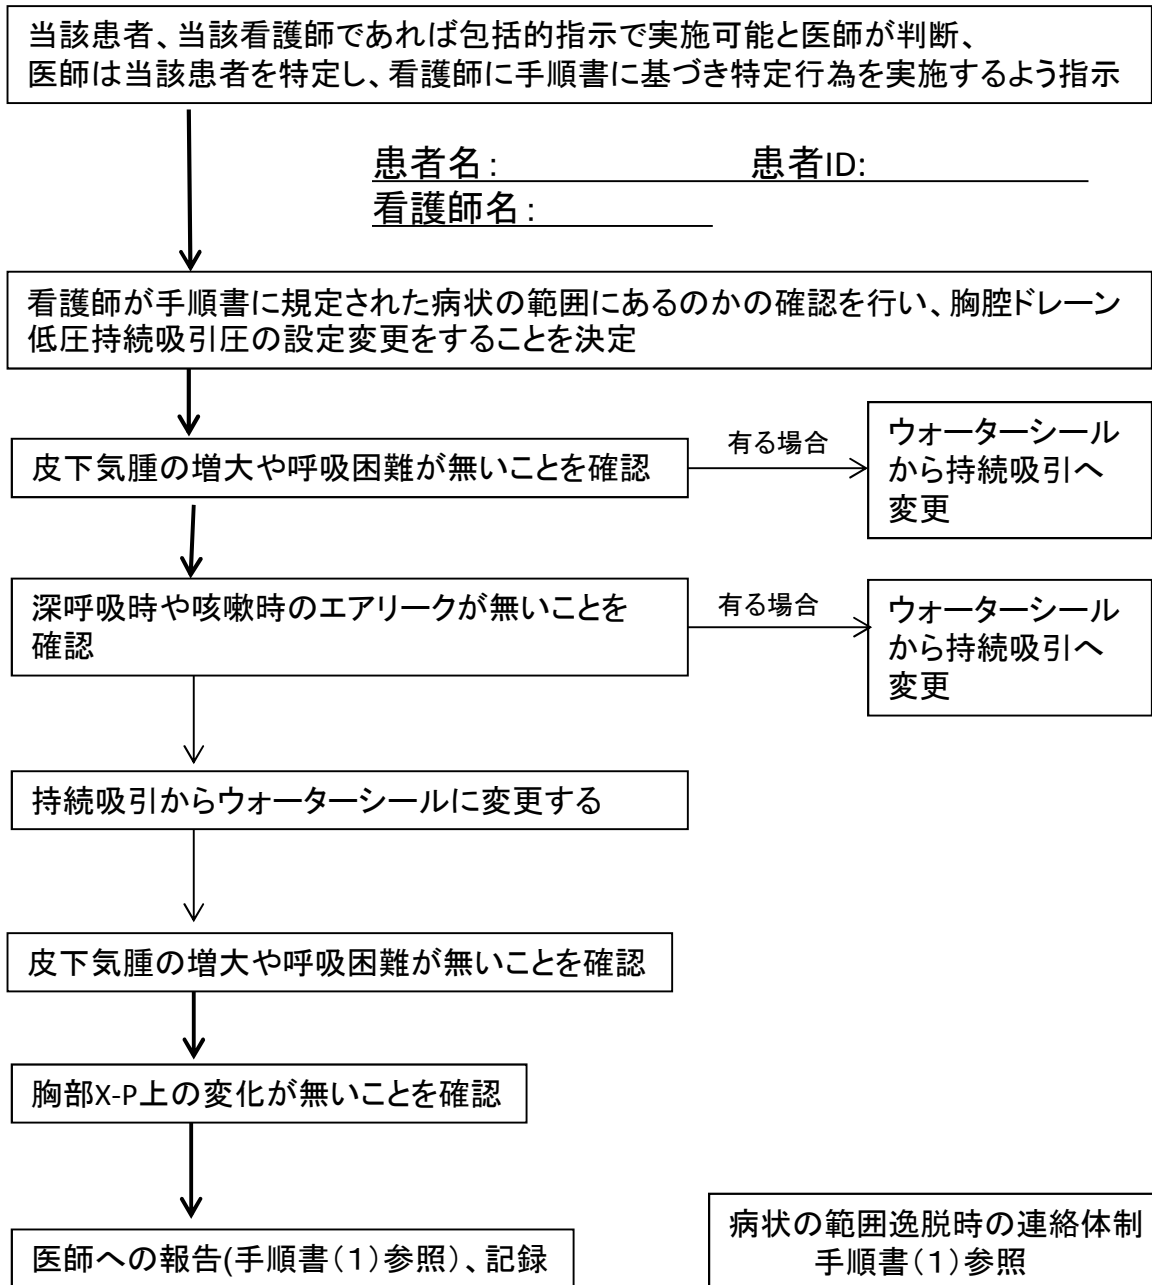 当該患者、当該看護師であれば包括的指示で実施可能と医師が判断、
医師は当該患者を特定し、看護師に手順書に基づき特定行為を実施するよう指示
患者名: 患者ID:
看護師名:
看護師が手順書に規定された病状の範囲にあるのかの確認を行い、胸腔ドレーン
低圧持続吸引圧の設定変更をすることを決定
皮下気腫の増大や呼吸困難が無いことを確認
有る場合
ウォーターシール
から持続吸引へ
変更
深呼吸時や咳嗽時のエアリークが無いことを
確認
有る場合
ウォーターシール
から持続吸引へ
変更
持続吸引からウォーターシールに変更する
皮下気腫の増大や呼吸困難が無いことを確認
胸部X-P上の変化が無いことを確認
医師への報告(手順書(1)参照)、記録
病状の範囲逸脱時の連絡体制
手順書(1)参照